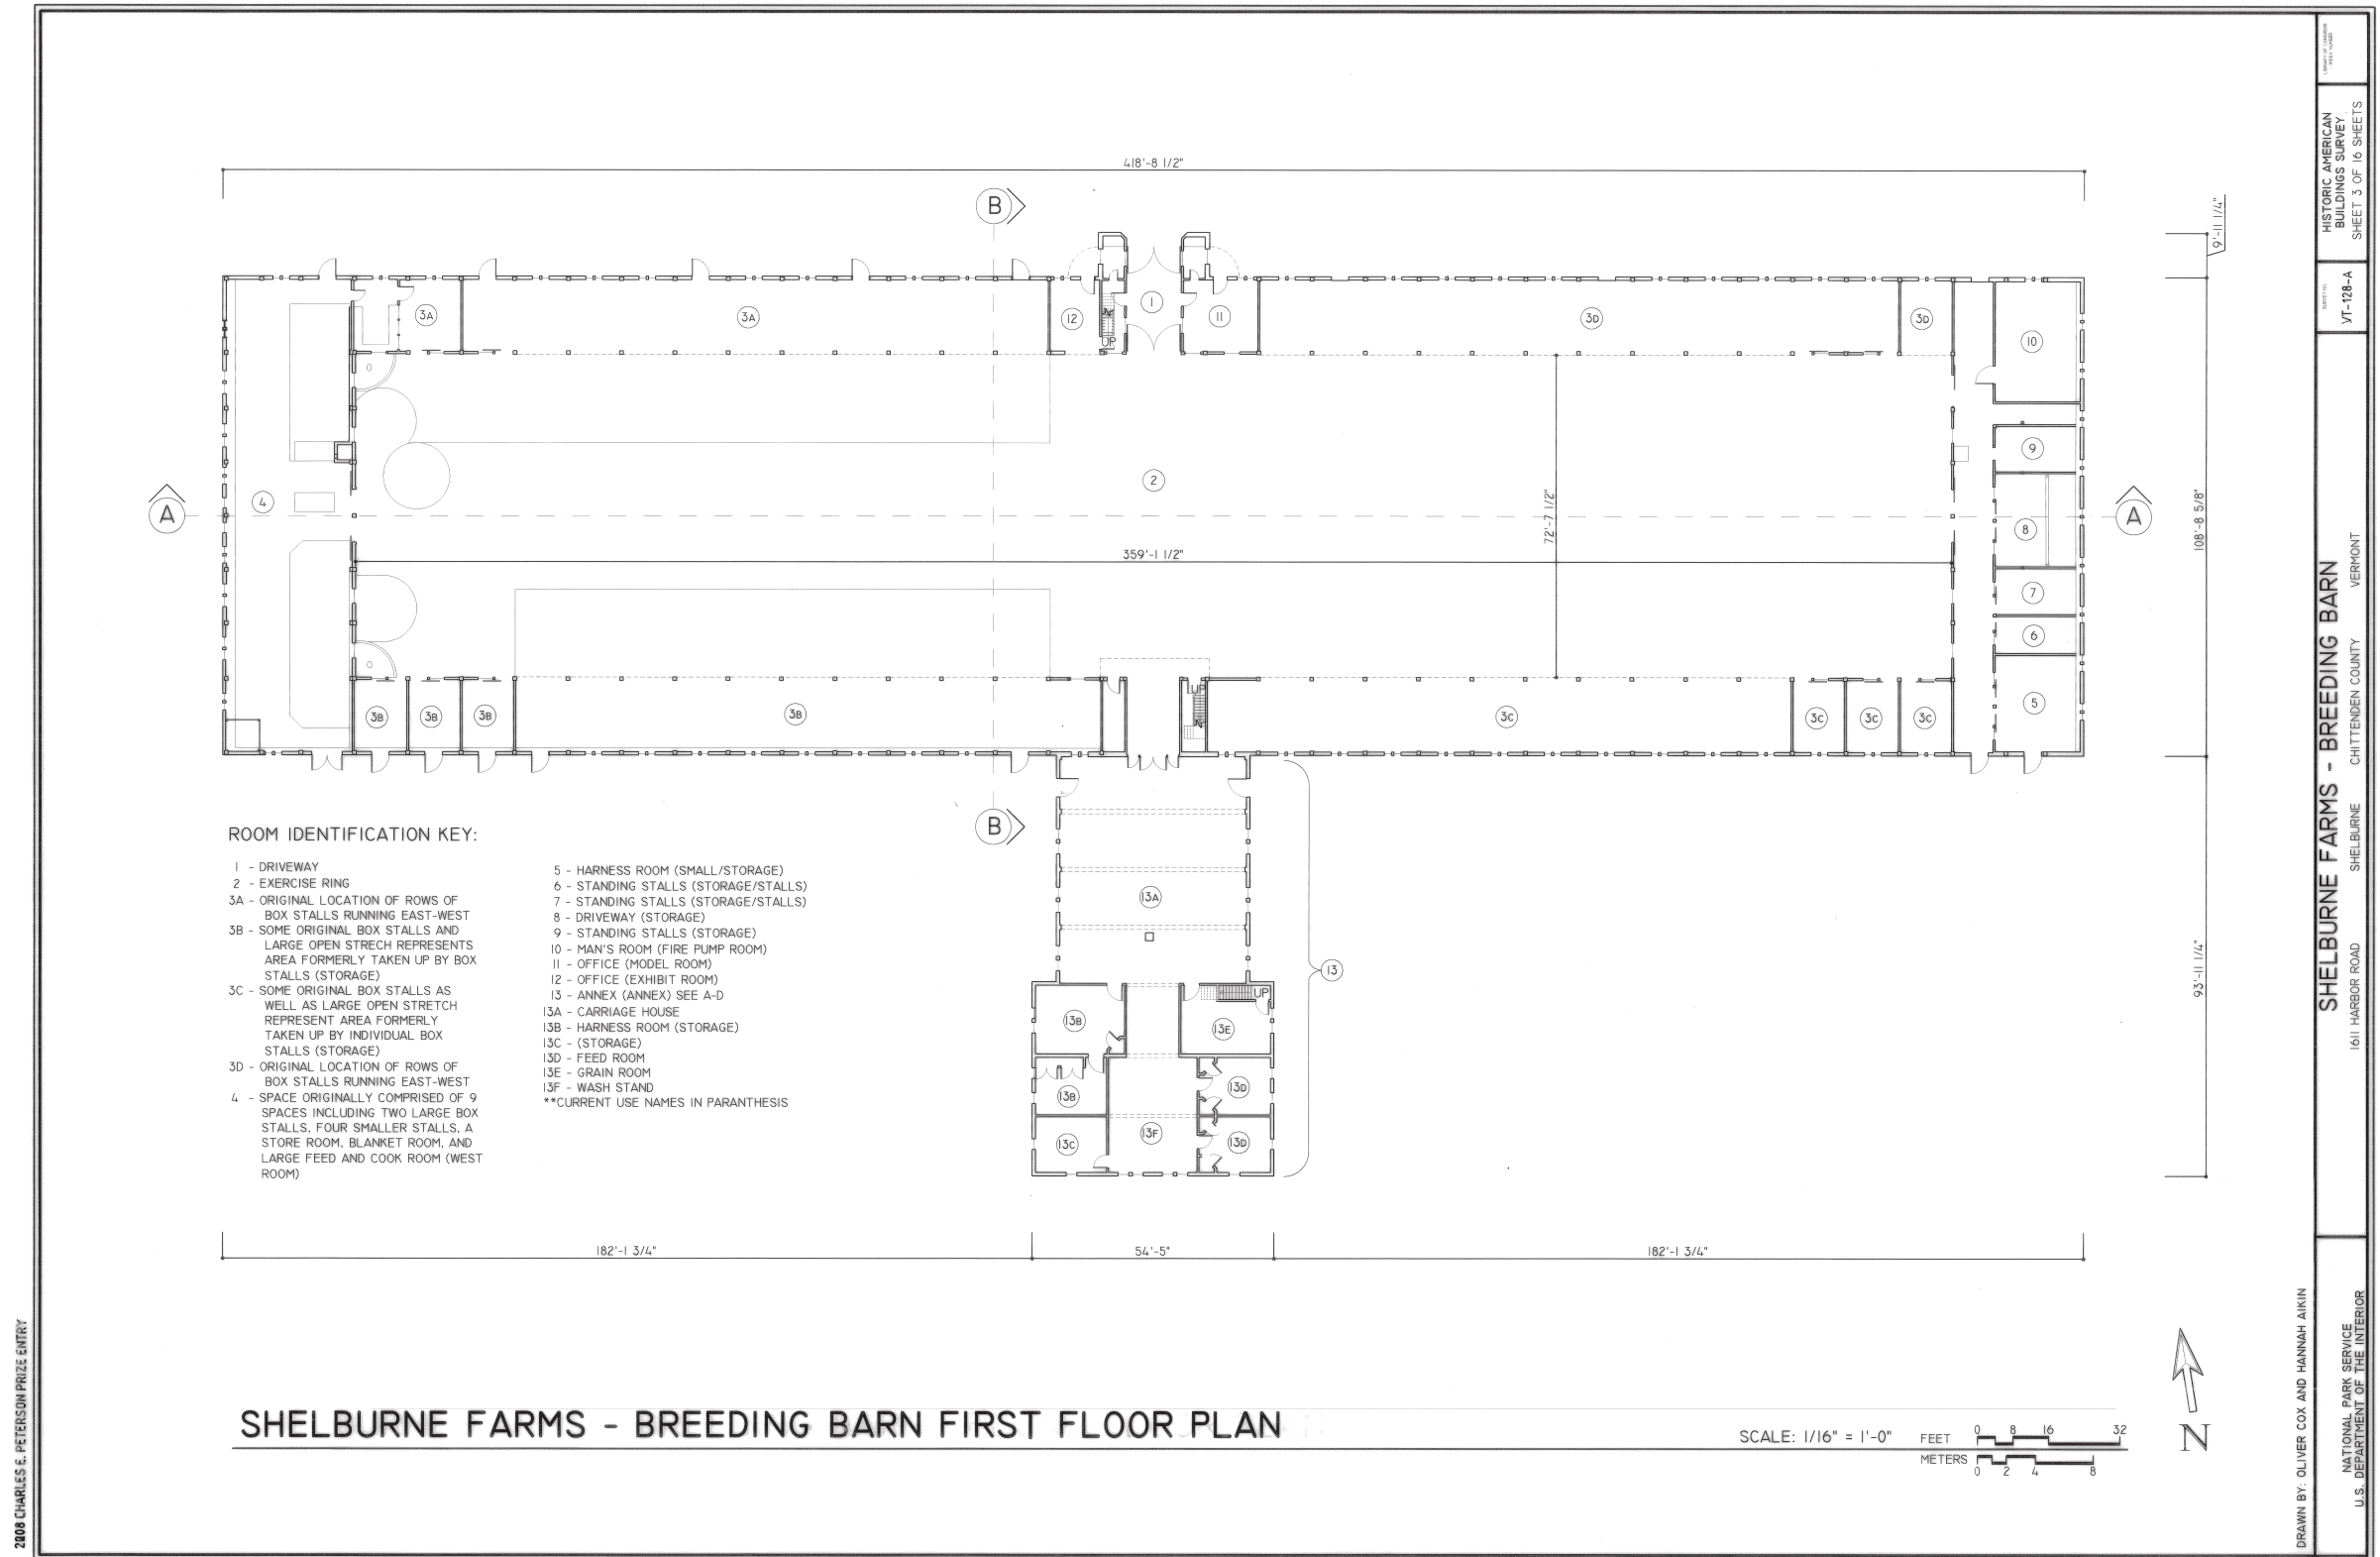 418'-8 1/2"
B
9'-11 1/4"
3A
3A
12
UP
1
11
3D
3D
10
9
2
4
A
A
72'-7 1/2"
8
108'-8 5/8"
359'-1 1/2"
7
6
5
3B
3B
3B
3B
UP
3C
3C
3C
3C
B
ROOM IDENTIFICATION KEY:
1 - DRIVEWAY
2 - EXERCISE RING
3A - ORIGINAL LOCATION OF ROWS OF
BOX STALLS RUNNING EAST-WEST
3B - SOME ORIGINAL BOX STALLS AND
LARGE OPEN STRECH REPRESENTS
AREA FORMERLY TAKEN UP BY BOX
STALLS (STORAGE)
3C - SOME ORIGINAL BOX STALLS AS
WELL AS LARGE OPEN STRETCH
REPRESENT AREA FORMERLY
TAKEN UP BY INDIVIDUAL BOX
STALLS (STORAGE)
3D - ORIGINAL LOCATION OF ROWS OF
BOX STALLS RUNNING EAST-WEST
4 - SPACE ORIGINALLY COMPRISED OF 9
SPACES INCLUDING TWO LARGE BOX
STALLS, FOUR SMALLER STALLS, A
STORE ROOM, BLANKET ROOM, AND
LARGE FEED AND COOK ROOM (WEST
ROOM)
5 - HARNESS ROOM (SMALL/STORAGE)
6 - STANDING STALLS (STORAGE/STALLS)
7 - STANDING STALLS (STORAGE/STALLS)
8 - DRIVEWAY (STORAGE)
9 - STANDING STALLS (STORAGE)
10 - MAN'S ROOM (FIRE PUMP ROOM)
11 - OFFICE (MODEL ROOM)
12 - OFFICE (EXHIBIT ROOM)
13 - ANNEX (ANNEX) SEE A-D
13A - CARRIAGE HOUSE
13B - HARNESS ROOM (STORAGE)
13C - (STORAGE)
13D - FEED ROOM
13E - GRAIN ROOM
13F - WASH STAND
**CURRENT USE NAMES IN PARANTHESIS
13A
13
UP
13B
13E
13B
13D
13C
13F
13D
93'-11 1/4"
182'-1 3/4"
54'-5"
182'-1 3/4"
SHELBURNE FARMS - BREEDING BARN FIRST FLOOR PLAN
SCALE: 1/16" = 1'-0"
FEET
0 8 16 32
METERS
0 2 4 8
N
DRAWN BY: OLIVER COX AND HANNAH AIKIN
CHARLES E. PETERSON PRIZE ENTRY
LIBRARY OF CONGRESS
INDEX NUMBER
HISTORIC AMERICAN
BUILDINGS SURVEY
SHEET 3 OF 16 SHEETS
SURVEY NO.
VT-128-A
SHELBURNE FARMS - BREEDING BARN
1611 HARBOR ROAD SHELBURNE CHITTENDEN COUNTY VERMONT
NATIONAL PARK SERVICE
U.S. DEPARTMENT OF THE INTERIOR